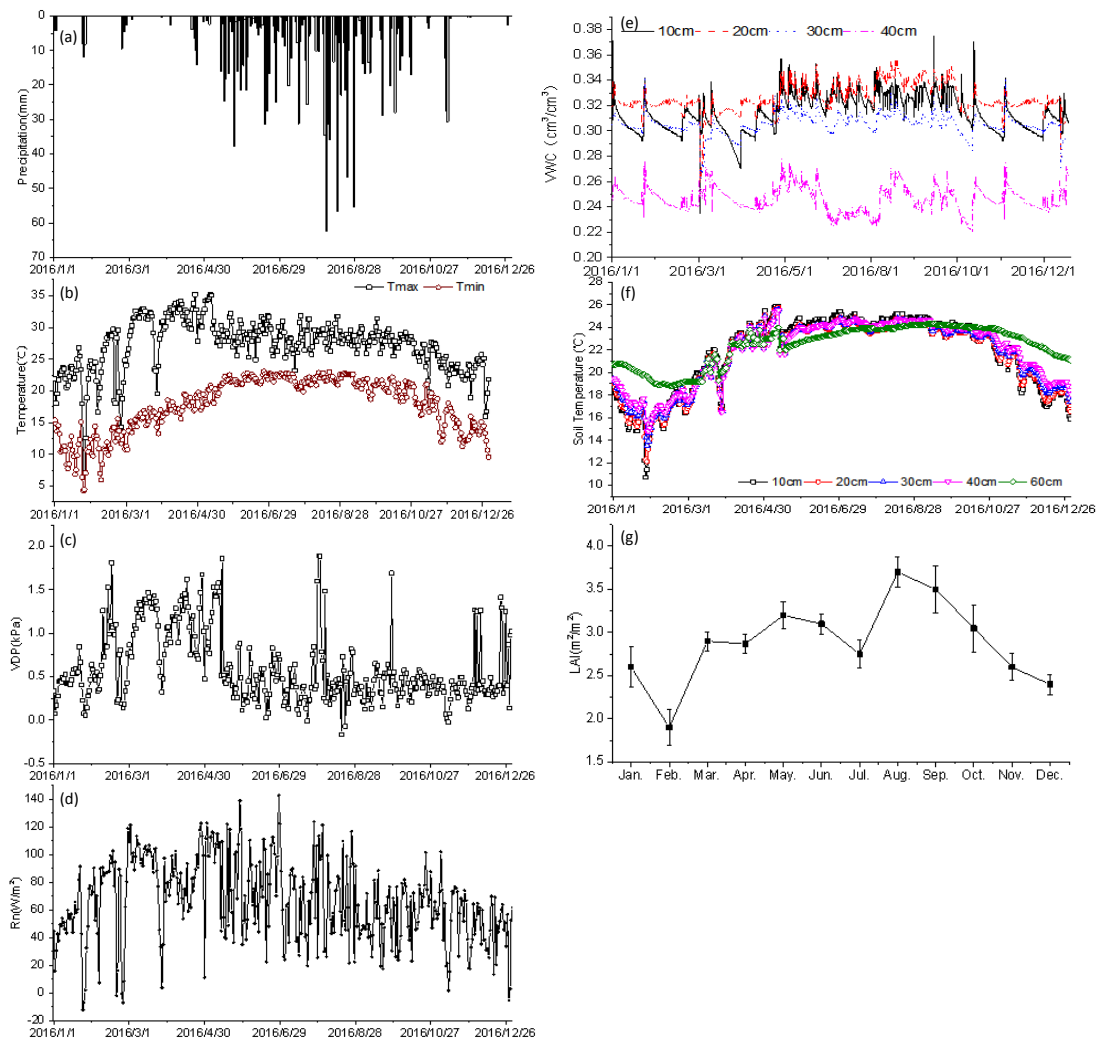 (a)
Precipitation(mm)
0
10
20
30
40
50
60
70
2016/1/1 2016/3/1 2016/4/30 2016/6/29 2016/8/28 2016/10/27 2016/12/26
(b)
Tmax Tmin
Temperature(℃)
35
30
25
20
15
10
5
2016/1/1 2016/3/1 2016/4/30 2016/6/29 2016/8/28 2016/10/27 2016/12/26
(c)
VDP(kPa)
2.0
1.5
1.0
0.5
0.0
-0.5
2016/1/1 2016/3/1 2016/4/30 2016/6/29 2016/8/28 2016/10/27 2016/12/26
(d)
Rn(W/m²)
140
120
100
80
60
40
20
0
-20
2016/1/1 2016/3/1 2016/4/30 2016/6/29 2016/8/28 2016/10/27 2016/12/26
(e)
10cm 20cm 30cm 40cm
VWC (cm³/cm³)
0.38
0.36
0.34
0.32
0.30
0.28
0.26
0.24
0.22
0.20
2016/1/1 2016/3/1 2016/5/1 2016/8/1 2016/10/1 2016/12/1
(f)
Soil Temperature (℃)
28
26
24
22
20
18
16
14
12
10
10cm 20cm 30cm 40cm 60cm
2016/1/1 2016/3/1 2016/4/30 2016/6/29 2016/8/28 2016/10/27 2016/12/26
(g)
LAI(m²/m²)
4.0
3.5
3.0
2.5
2.0
1.5
Jan. Feb. Mar. Apr. May. Jun. Jul. Aug. Sep. Oct. Nov. Dec.